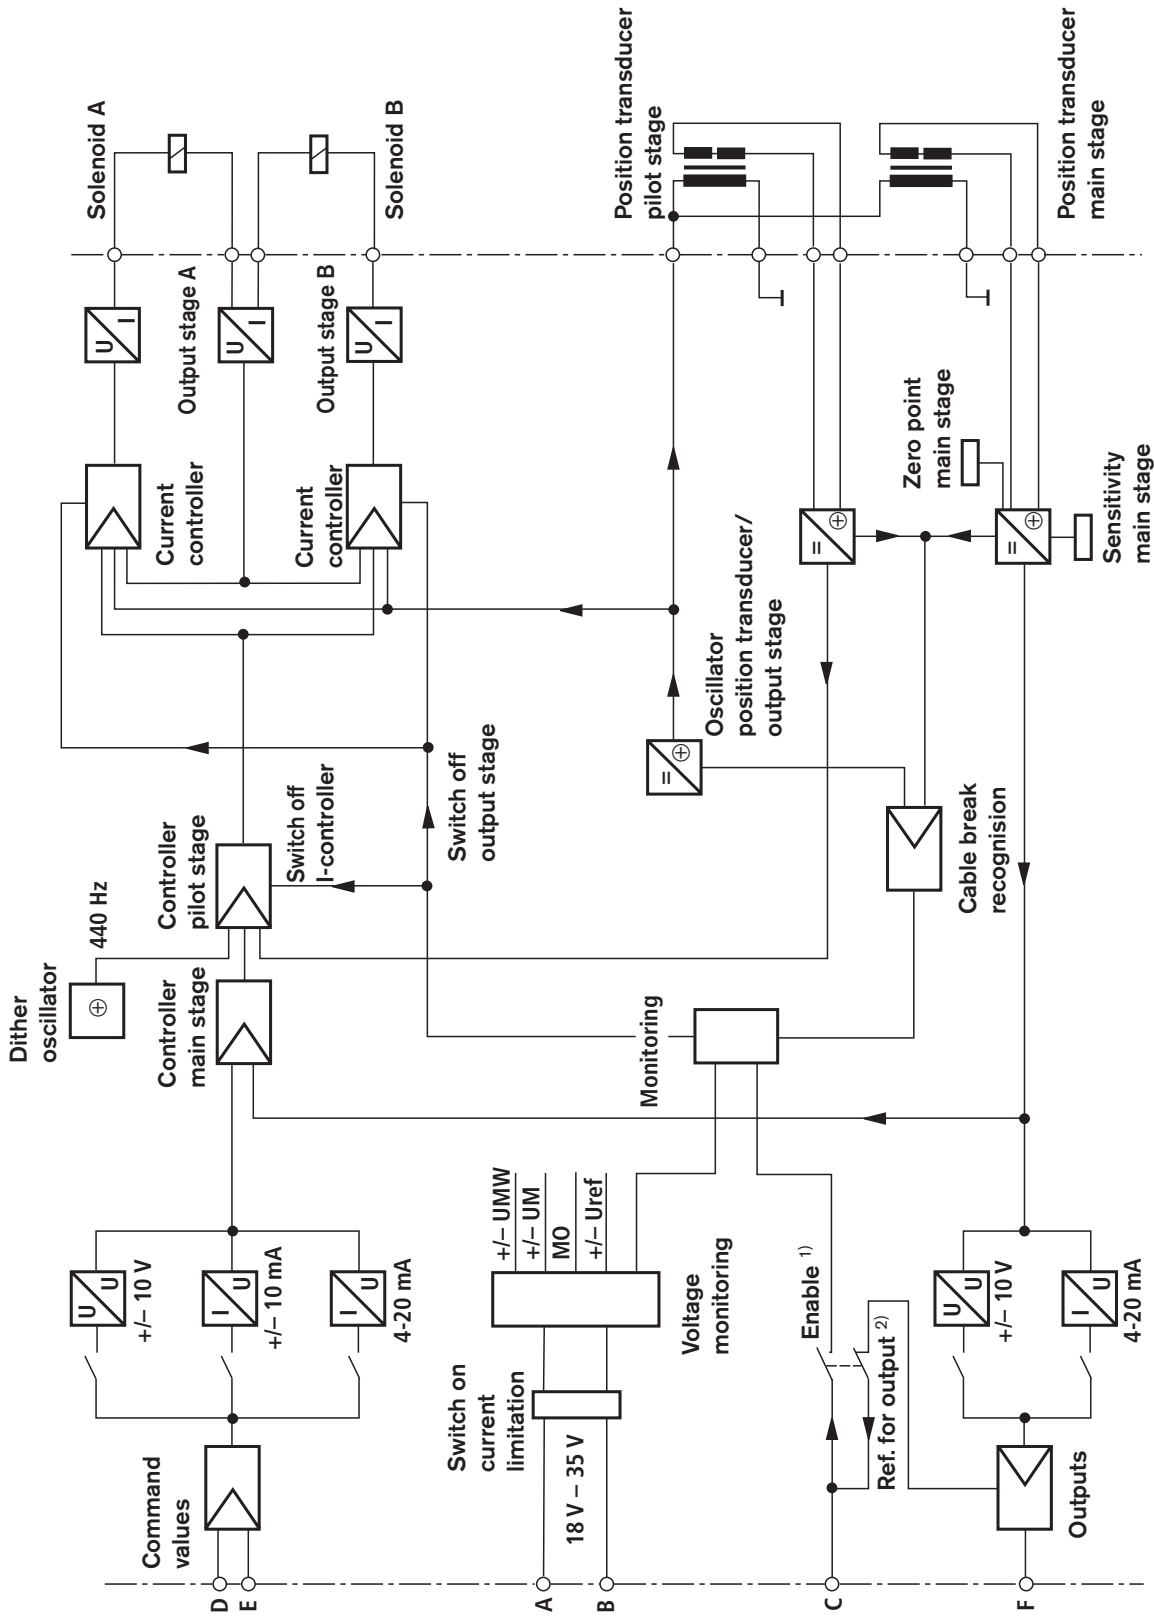 Solenoid A
Solenoid B
Position transducer
pilot stage
Position transducer
main stage
U
I
Output stage A
U
I
Output stage B
U
I
Current
controller
Current
controller
Zero point
main stage
Sensitivity
main stage
=
=
Oscillator
position transducer/
output stage
=
Switch off
output stage
Switch off
I-controller
Controller
pilot stage
440 Hz
Dither
oscillator
Controller
main stage
Cable break
recognision
Monitoring
+/– UMW
+/– UM
MO
+/– Uref
Voltage
monitoring
Switch on
current
limitation
18 V – 35 V
Enable 1)
Ref. for output 2)
U
U
+/– 10 V
I
U
+/– 10 mA
I
U
4-20 mA
Command
values
U
U
+/– 10 V
I
U
4-20 mA
Outputs
D
E
A
B
C
F